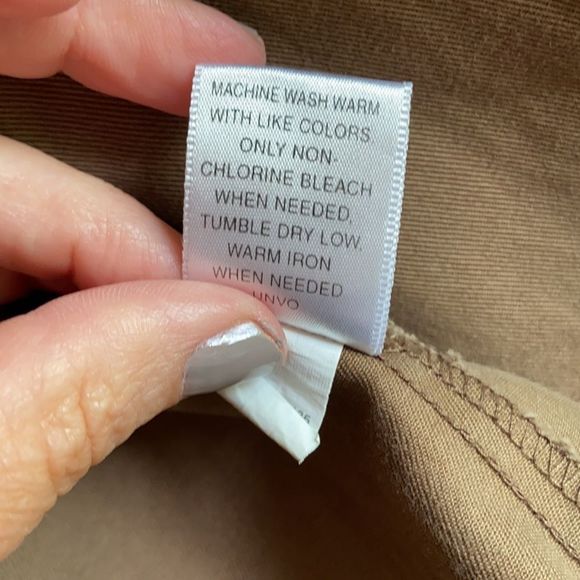 MACHINE WASH WARM
WITH LIKE COLORS
ONLY NON-
CHLORINE BLEACH
WHEN NEEDED.
TUMBLE DRY LOW.
WARM IRON
WHEN NEEDED